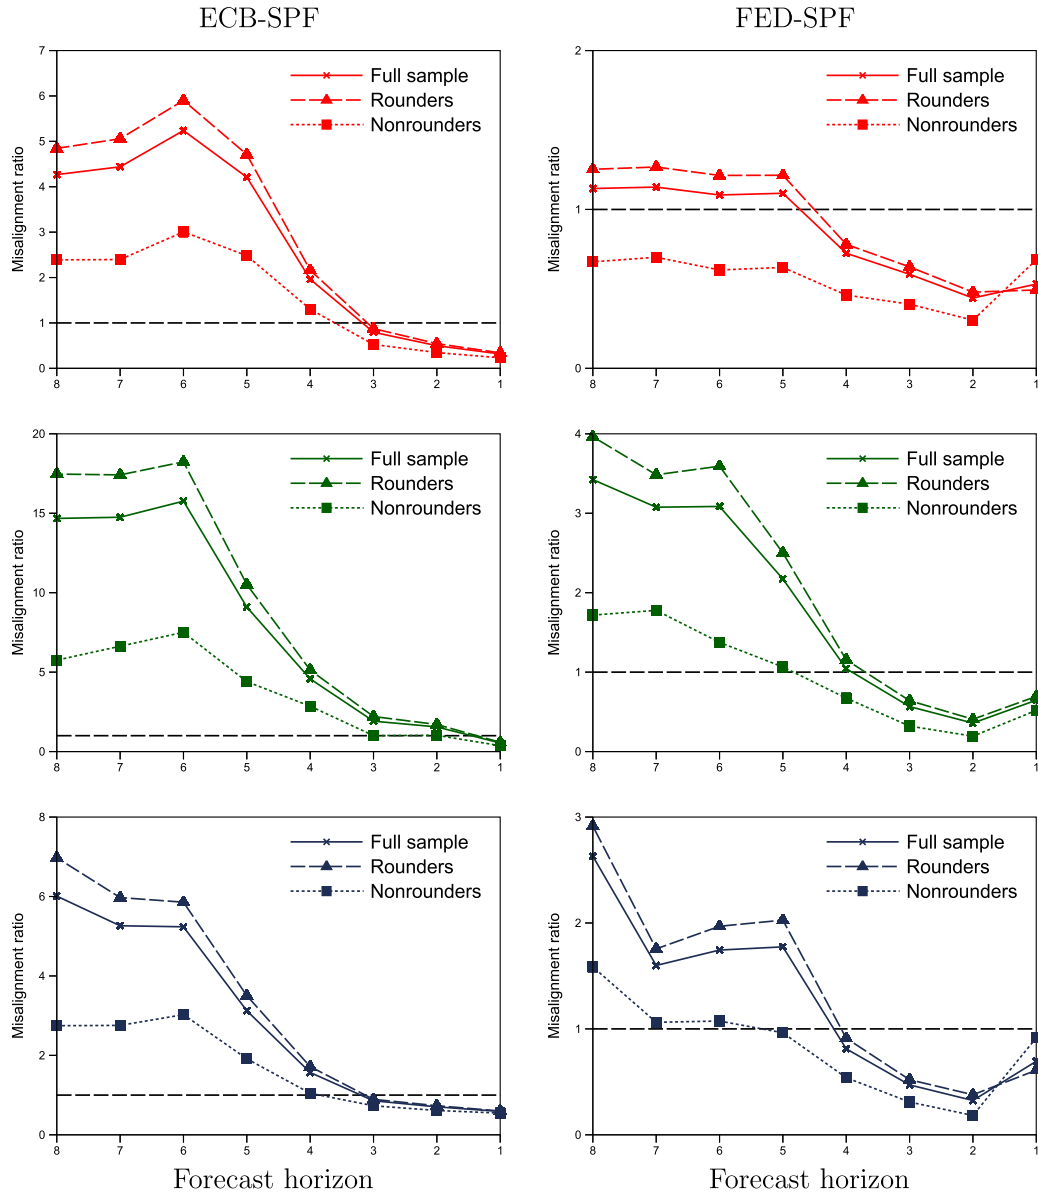 ECB-SPF
FED-SPF
Misalignment ratio
7
6
5
4
3
2
1
0
Full sample
Rounders
Nonrounders
8 7 6 5 4 3 2 1
Misalignment ratio
2
1
0
Full sample
Rounders
Nonrounders
8 7 6 5 4 3 2 1
Misalignment ratio
20
15
10
5
0
Full sample
Rounders
Nonrounders
8 7 6 5 4 3 2 1
Misalignment ratio
4
3
2
1
0
Full sample
Rounders
Nonrounders
8 7 6 5 4 3 2 1
Misalignment ratio
8
6
4
2
0
Full sample
Rounders
Nonrounders
8 7 6 5 4 3 2 1
Forecast horizon
Misalignment ratio
3
2
1
0
Full sample
Rounders
Nonrounders
8 7 6 5 4 3 2 1
Forecast horizon